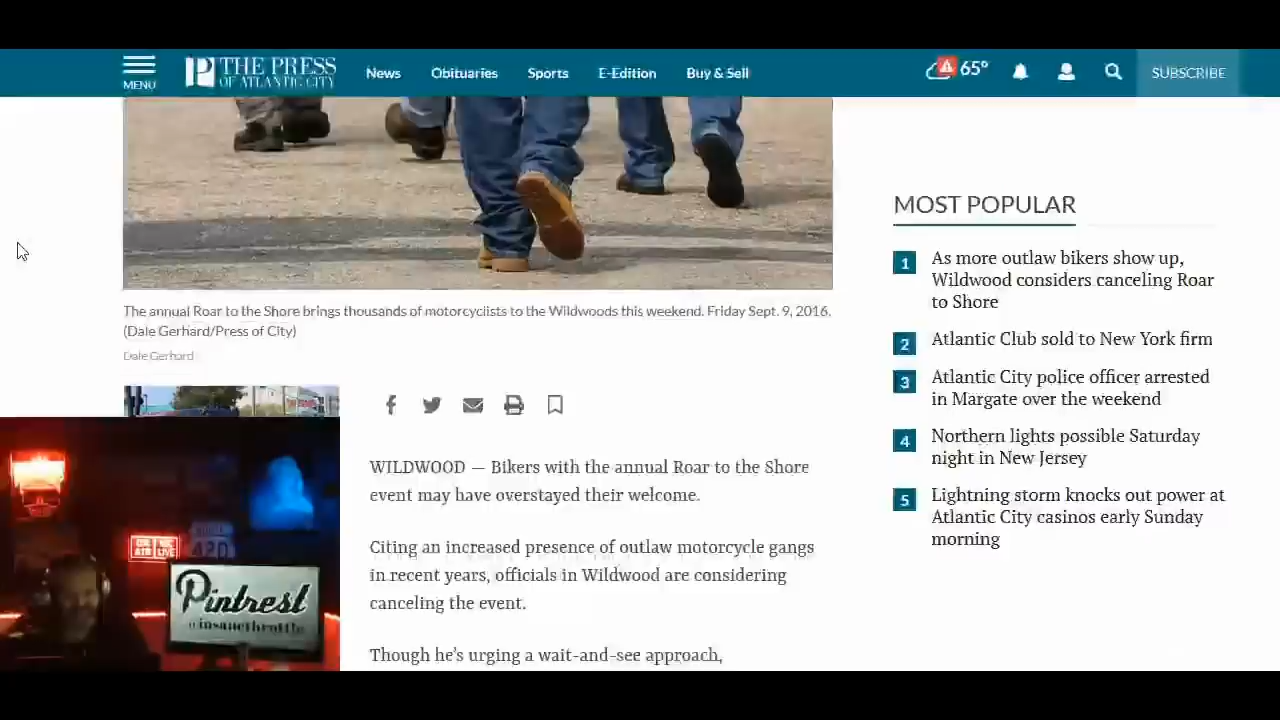 MENU
THE PRESS
OF ATLANTIC CITY
News
Obituaries
Sports
E-Edition
Buy & Sell
65°
SUBSCRIBE
The annual Roar to the Shore brings thousands of motorcyclists to the Wildwoods this weekend. Friday Sept. 9, 2016.
(Dale Gerhard/Press of City)
Dale Gerhard
WILDWOOD — Bikers with the annual Roar to the Shore
event may have overstayed their welcome.
Citing an increased presence of outlaw motorcycle gangs
in recent years, officials in Wildwood are considering
canceling the event.
Though he's urging a wait-and-see approach,
MOST POPULAR
1
As more outlaw bikers show up,
Wildwood considers canceling Roar
to Shore
2
Atlantic Club sold to New York firm
3
Atlantic City police officer arrested
in Margate over the weekend
4
Northern lights possible Saturday
night in New Jersey
5
Lightning storm knocks out power at
Atlantic City casinos early Sunday
morning
420
Pintrest
@insanethrottle